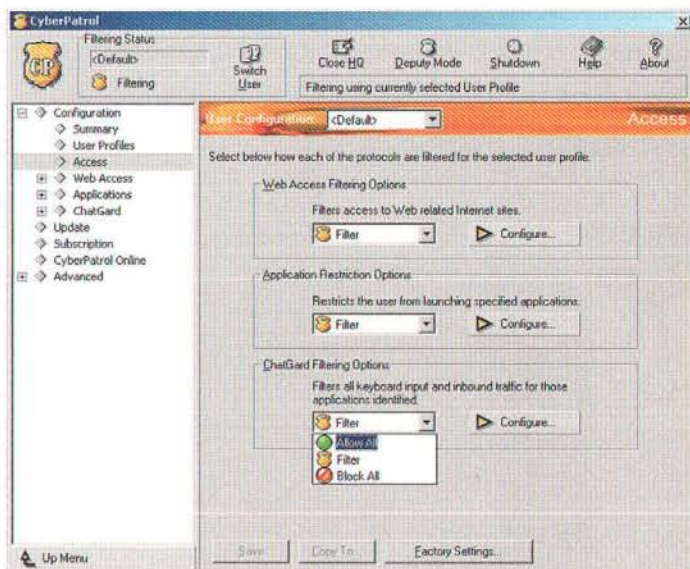 CyberPatrol
Filtering Status
<Default>
Filtering
CP
Switch User
Close HQ
Deputy Mode
Shutdown
Help
About
Filtering using currently selected User Profile
Configuration
Summary
User Profiles
Access
Web Access
Applications
ChatGard
Update
Subscription
CyberPatrol Online
Advanced
Up Menu
User Configuration: <Default>
Access
Select below how each of the protocols are filtered for the selected user profile.
Web Access Filtering Options
Filters access to Web related Internet sites.
Filter
Configure...
Application Restriction Options
Restricts the user from launching specified applications.
Filter
Configure...
ChatGard Filtering Options
Filters all keyboard input and inbound traffic for those
applications identified.
Filter
Configure...
Allow All
Filter
Block All
Save
Copy To...
Factory Settings...